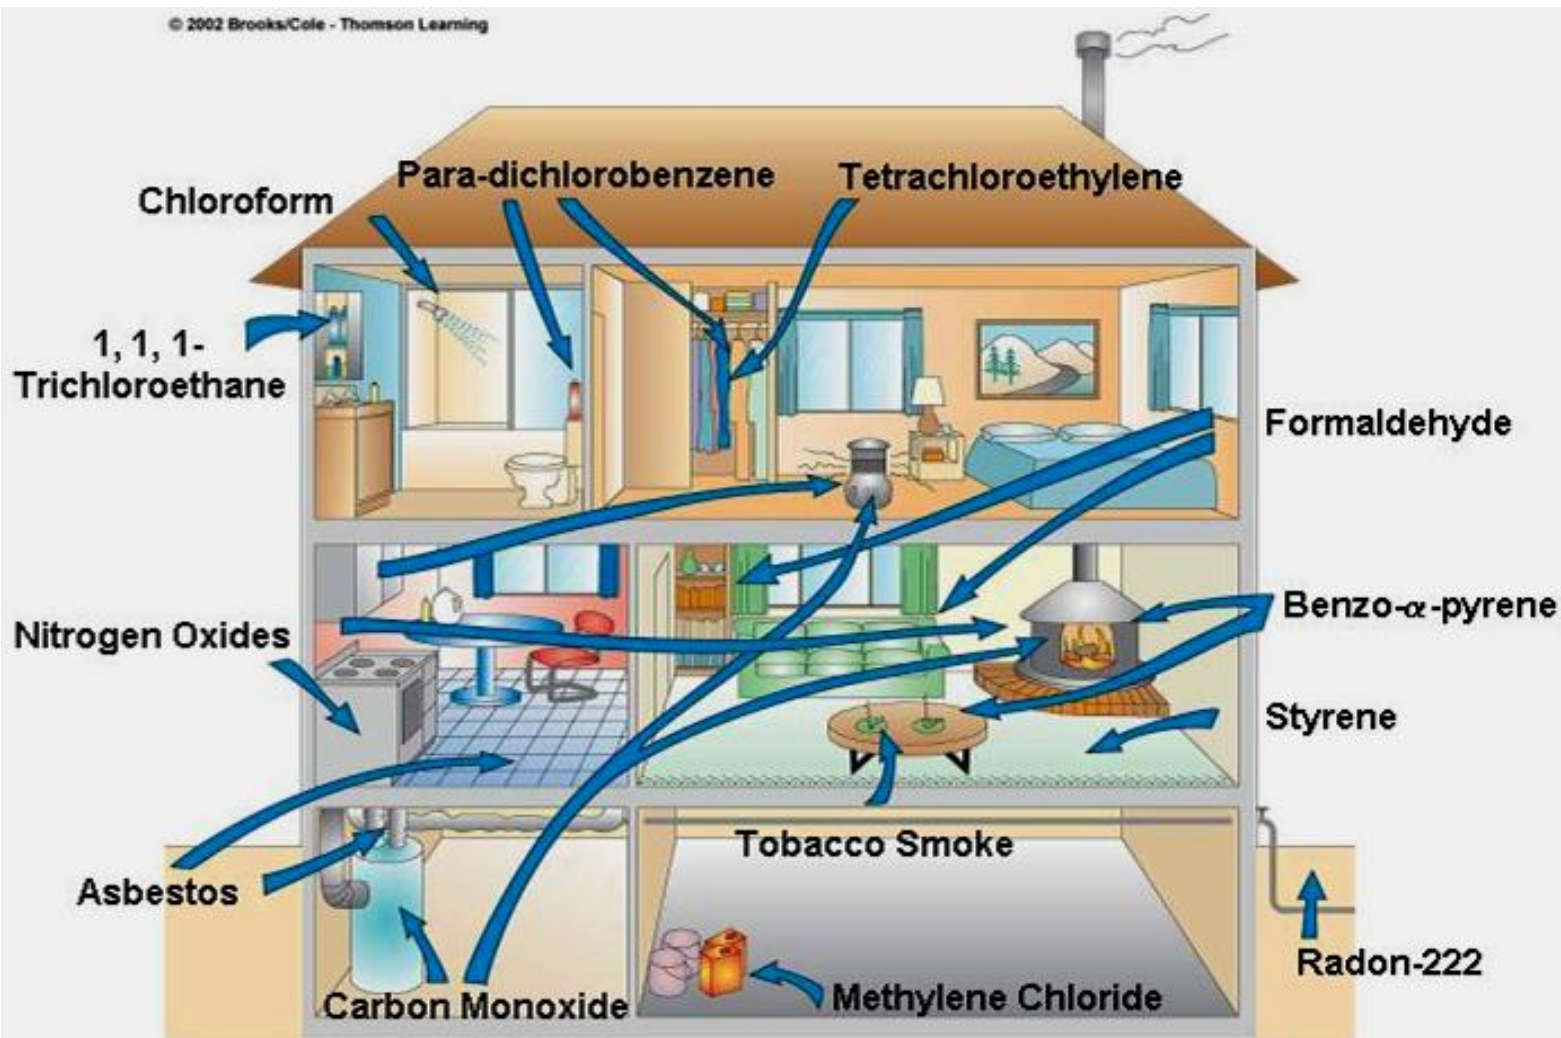 © 2002 Brooks/Cole - Thomson Learning
Para-dichlorobenzene
Tetrachloroethylene
Chloroform
1, 1, 1-
Trichloroethane
Formaldehyde
Benzo-α-pyrene
Nitrogen Oxides
Styrene
Tobacco Smoke
Asbestos
Radon-222
Carbon Monoxide
Methylene Chloride